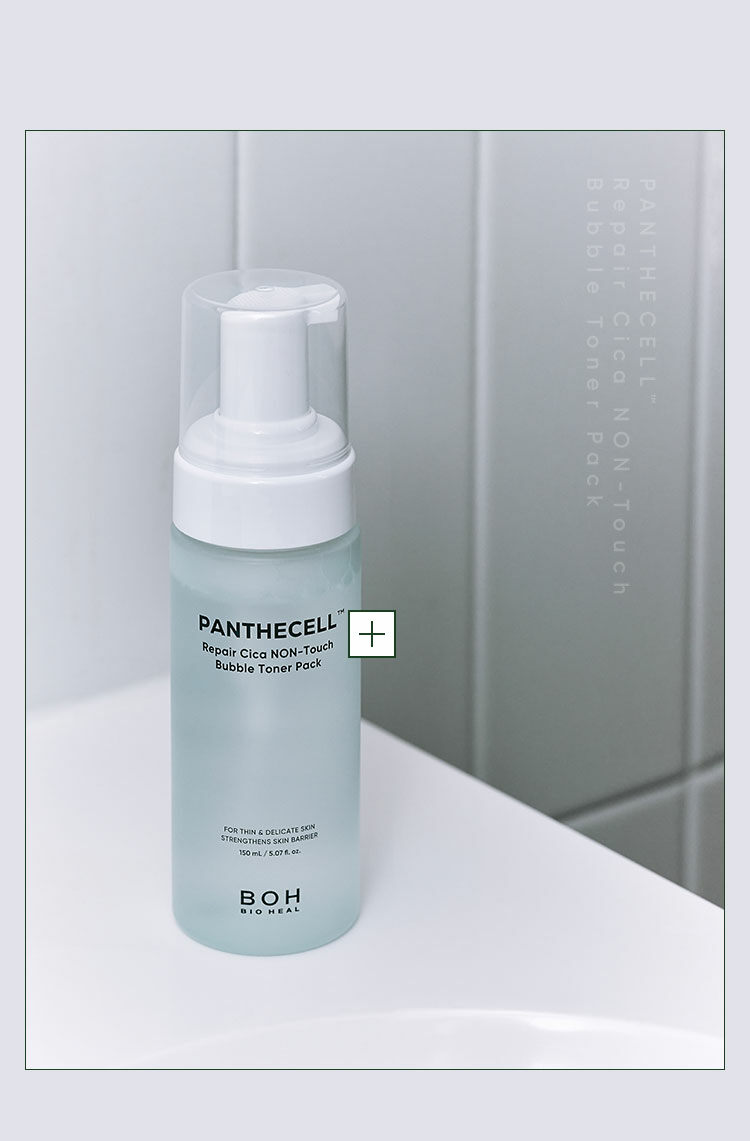 PANTHECELL™
Repair Cica NON-Touch
Bubble Toner Pack
PANTHECELL™
Repair Cica NON-Touch
Bubble Toner Pack
FOR THIN & DELICATE SKIN
STRENGTHENS SKIN BARRIER
150 mL / 5.07 fl. oz.
BOH
BIO HEAL